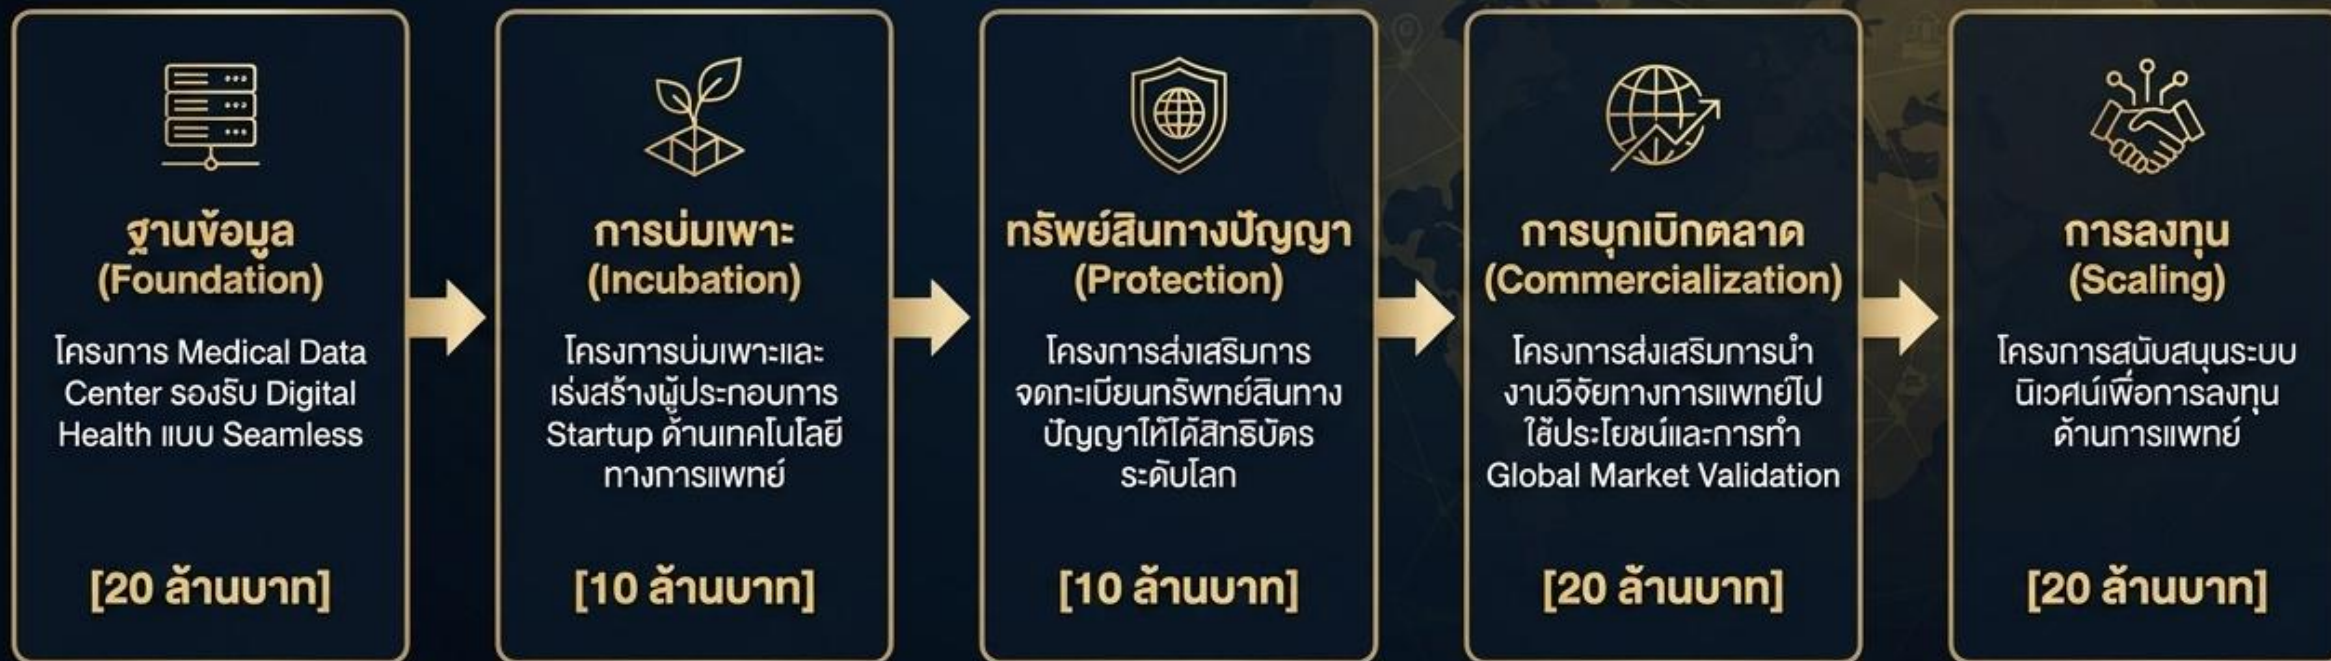 ฐานข้อมูล
(Foundation)
โครงการ Medical Data
Center รองรับ Digital
Health แบบ Seamless
[20 ล้านบาท]
การบ่มเพาะ
(Incubation)
โครงการบ่มเพาะและ
เร่งสร้างผู้ประกอบการ
Startup ด้านเทคโนโลยี
ทางการแพทย์
[10 ล้านบาท]
ทรัพย์สินทางปัญญา
(Protection)
โครงการส่งเสริมการ
จดทะเบียนทรัพทย์สินทาง
ปัญญาให้ได้สิทธิบัตร
ระดับโลก
[10 ล้านบาท]
การบุกเบิกตลาด
(Commercialization)
โครงการส่งเสริมการนำ
งานวิจัยทางการแพทย์ไป
ใช้ประโยชน์และการทำ
Global Market Validation
[20 ล้านบาท]
การลงทุน
(Scaling)
โครงการสนับสนุนระบบ
นิเวศน์เพื่อการลงทุน
ด้านการแพทย์
[20 ล้านบาท]